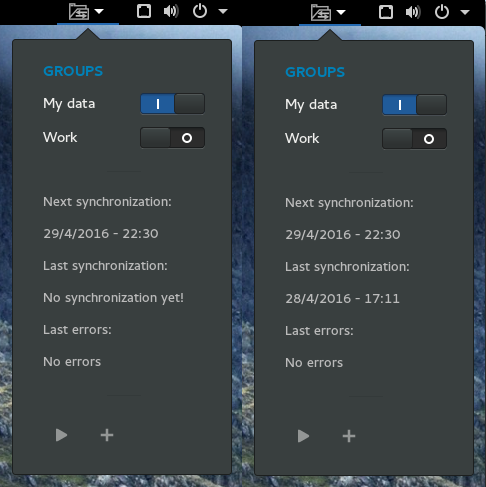 GROUPS
My data
Work
Next synchronization:
29/4/2016 - 22:30
Last synchronization:
No synchronization yet!
Last errors:
No errors
GROUPS
My data
Work
Next synchronization:
29/4/2016 - 22:30
Last synchronization:
28/4/2016 - 17:11
Last errors:
No errors